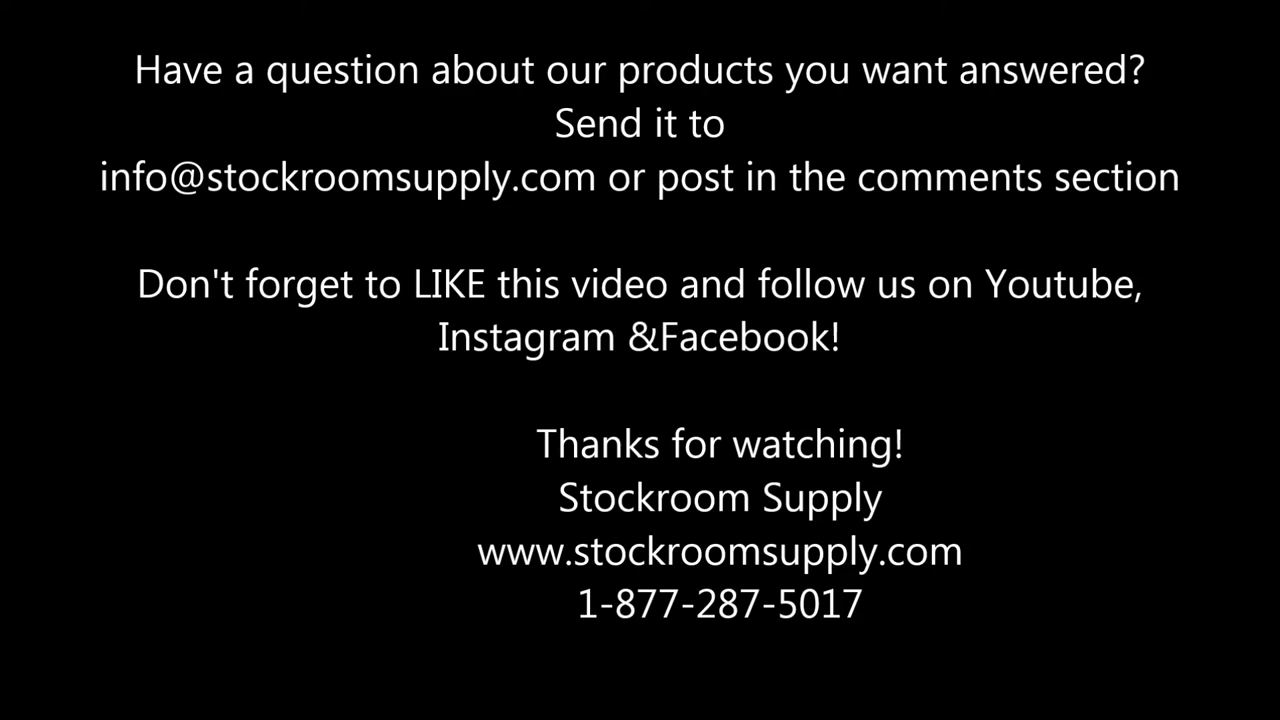 Have a question about our products you want answered?
Send it to
info@stockroomsupply.com or post in the comments section
Don't forget to LIKE this video and follow us on Youtube,
Instagram &Facebook!
Thanks for watching!
Stockroom Supply
www.stockroomsupply.com
1-877-287-5017